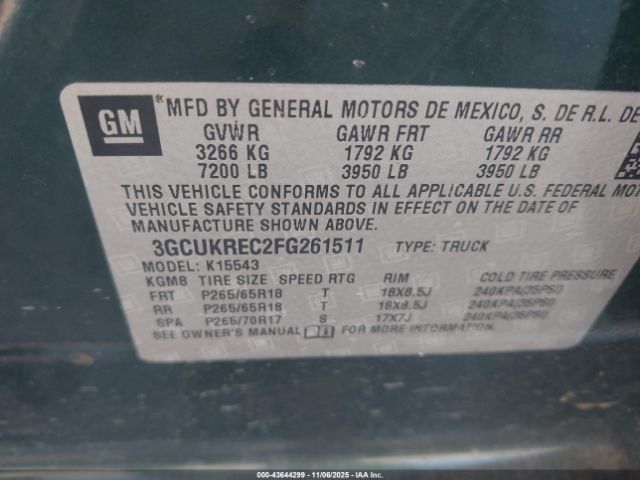 GM ® MFD BY GENERAL MOTORS DE MEXICO, S. DE R.L. DE
GVWR GAWR FRT GAWR RR
3266 KG 1792 KG 1792 KG
7200 LB 3950 LB 3950 LB
THIS VEHICLE CONFORMS TO ALL APPLICABLE U.S. FEDERAL MOT
VEHICLE SAFETY STANDARDS IN EFFECT ON THE DATE OF
MANUFACTURE SHOWN ABOVE.
3GCUKREC2FG261511 TYPE: TRUCK
MODEL: K15543
KGM8 TIRE SIZE SPEED RTG RIM COLD TIRE PRESSURE
FRT P265/65R18 T 18X8.5J 240KPA(35PSI)
RR P265/65R18 T 18X8.5J 240KPA(35PSI)
SPA P265/70R17 S 17X7J 240KPA(35PSI)
SEE OWNER'S MANUAL FOR MORE INFORMATION.
000-43644299 - 11/06/2025 - IAA Inc.